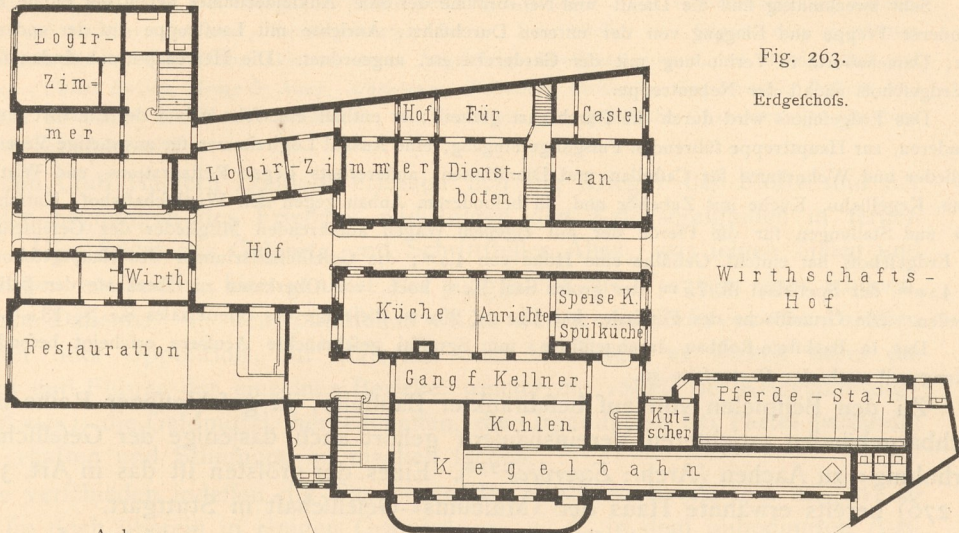 Fig. 263.
Erdgeſchoſs.
Logir-
Zim=
mer
Hof Für Castel-
Logir-Zimmer Dienst- lan
boten
Hof
Wirth
Wirthschafts-
Hof
Küche Anrichte Speise K.
Spülküche
Restauration
Gang f. Kellner
Pferde-Stall
Kohlen
Kut-
scher
Kegelbahn